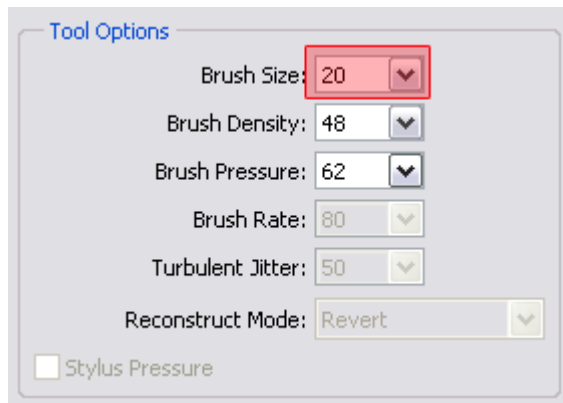 Tool Options
Brush Size: 20
Brush Density: 48
Brush Pressure: 62
Brush Rate: 80
Turbulent Jitter: 50
Reconstruct Mode: Revert
Stylus Pressure